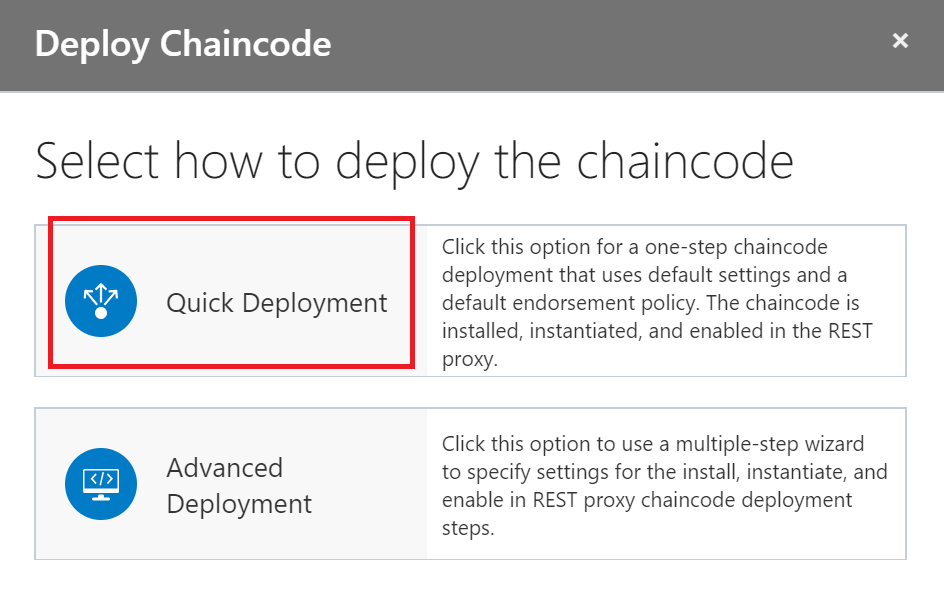 Deploy Chaincode
×
Select how to deploy the chaincode
Quick Deployment
Click this option for a one-step chaincode
deployment that uses default settings and a
default endorsement policy. The chaincode is
installed, instantiated, and enabled in the REST
proxy.
Advanced
Deployment
Click this option to use a multiple-step wizard
to specify settings for the install, instantiate, and
enable in REST proxy chaincode deployment
steps.